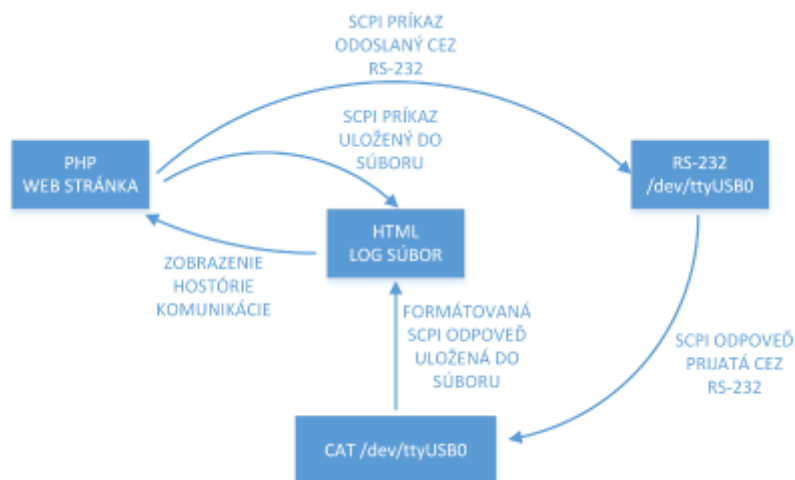 SCPI PRÍKAZ
ODOSLANÝ CEZ
RS-232
SCPI PRÍKAZ
ULOŽENÝ DO
SÚBORU
PHP
WEB STRÁNKA
RS-232
/dev/ttyUSB0
HTML
LOG SÚBOR
ZOBRAZENIE
HOSTÓRIE
KOMUNIKÁCIE
FORMÁTOVANÁ
SCPI ODPOVEĎ
ULOŽENÁ DO
SÚBORU
SCPI ODPOVEĎ
PRIJATÁ CEZ
RS-232
CAT /dev/ttyUSB0